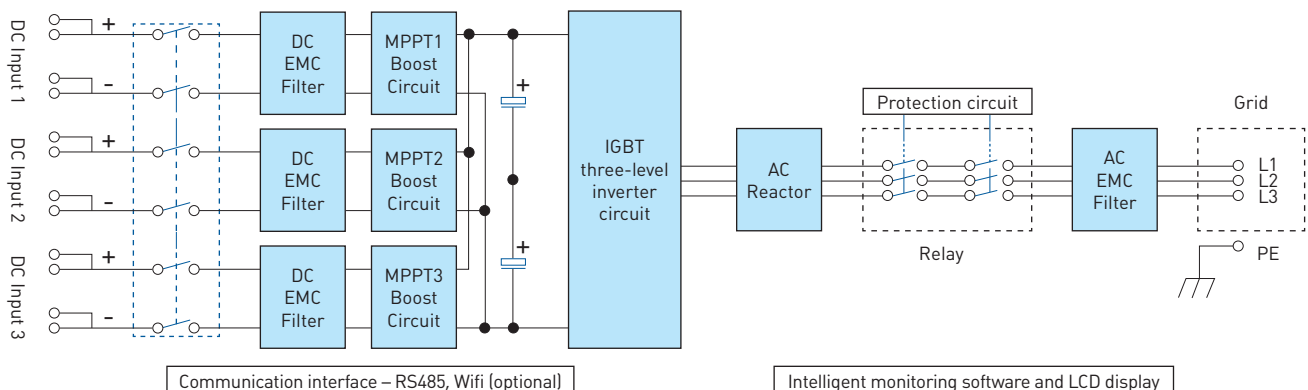 DC Input 1
+
-
DC
EMC
Filter
MPPT1
Boost
Circuit
+
DC Input 2
+
-
DC
EMC
Filter
MPPT2
Boost
Circuit
DC Input 3
+
-
DC
EMC
Filter
MPPT3
Boost
Circuit
+
IGBT
three-level
inverter
circuit
AC
Reactor
Protection circuit
Relay
AC
EMC
Filter
Grid
L1
L2
L3
PE
Communication interface – RS485, Wifi (optional)
Intelligent monitoring software and LCD display